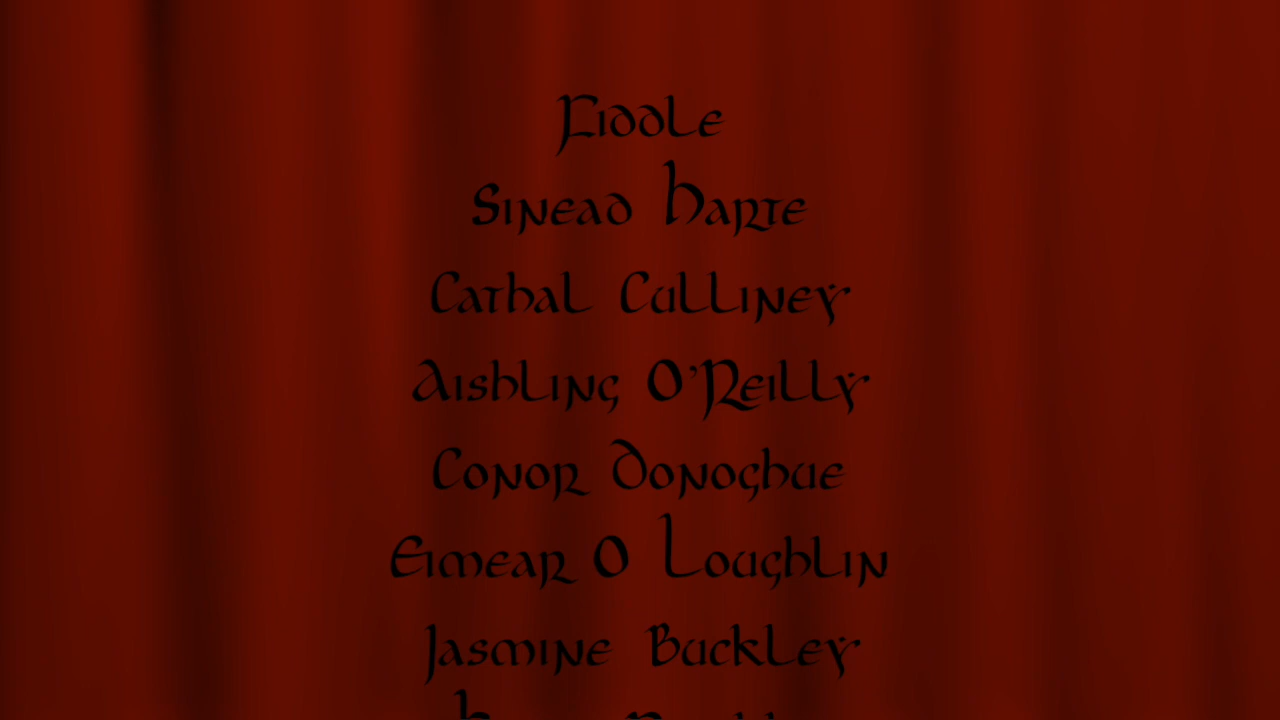 Fiddle
Sinead Harte
Cathal Culliney
Aishling O'Reilly
Conor Donoghue
Eimear O Loughlin
Jasmine Buckley